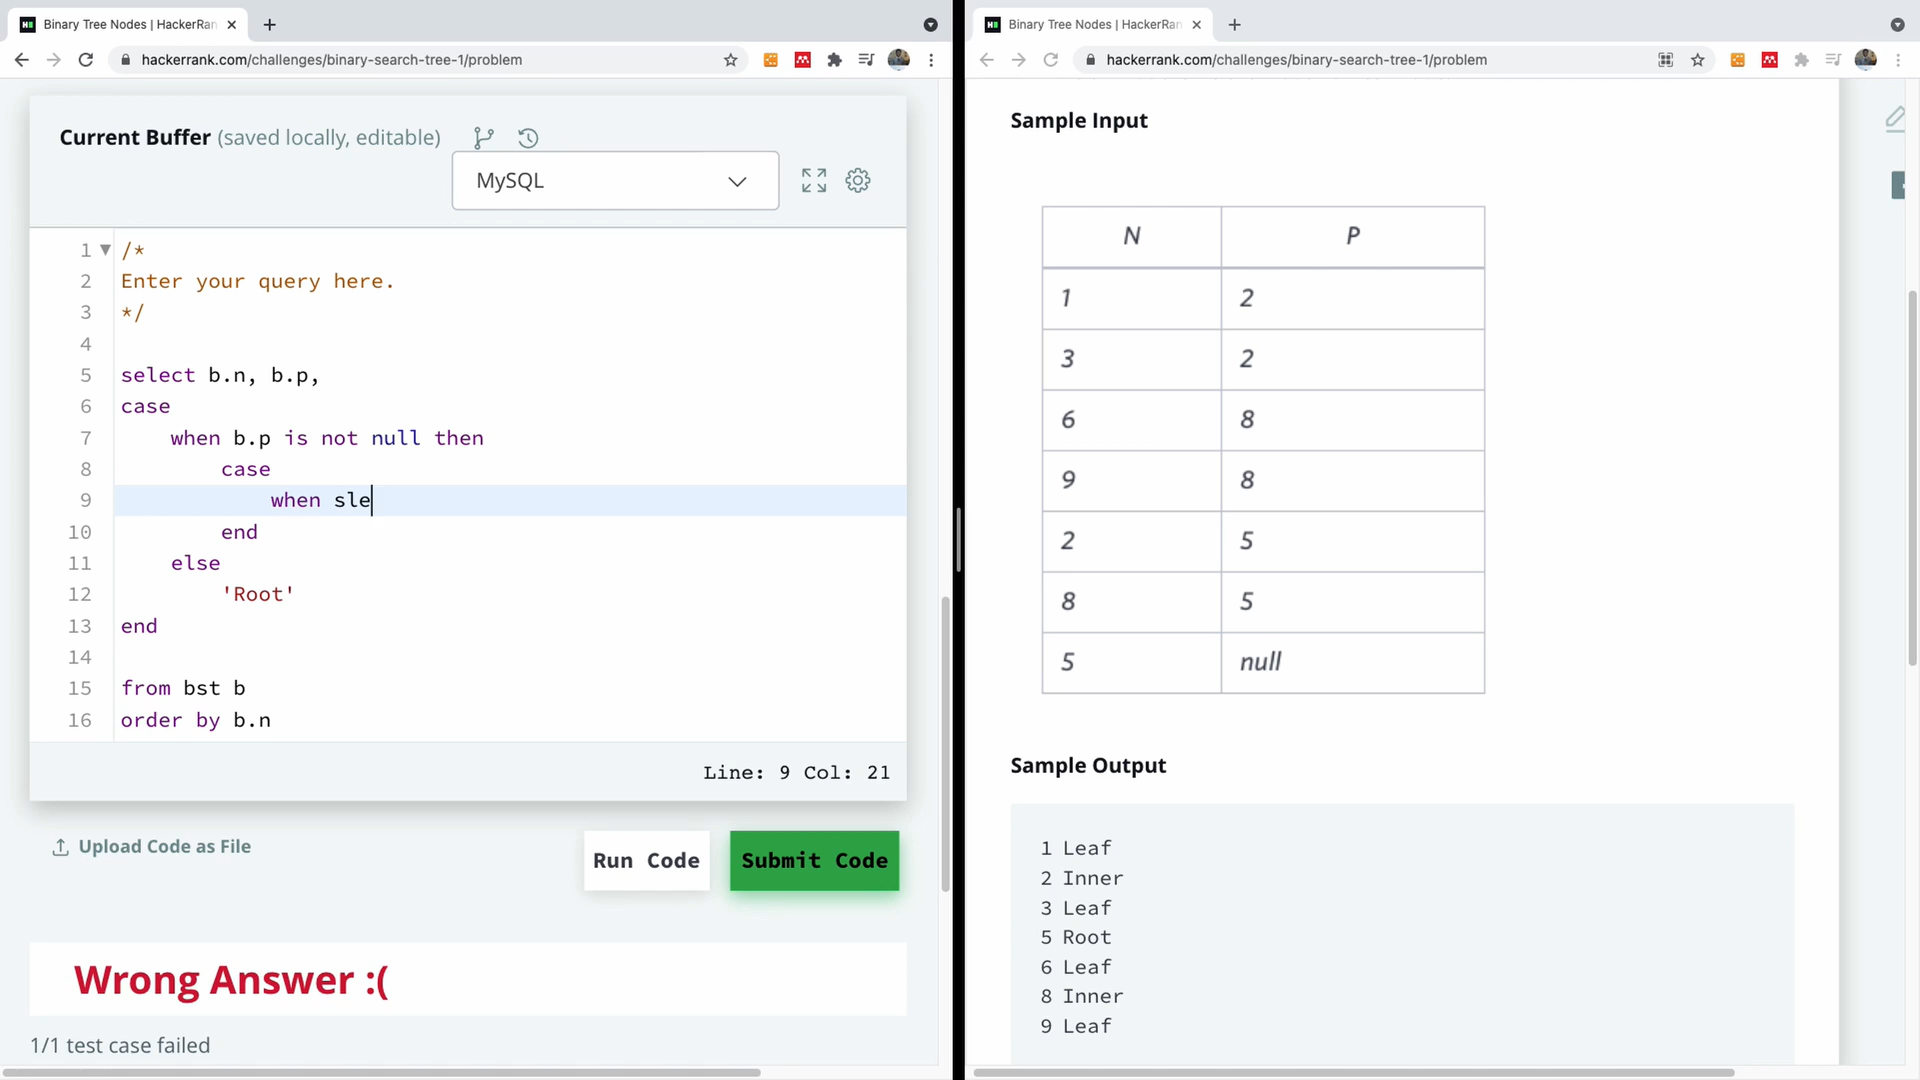 Binary Tree Nodes | HackerRan
hackerrank.com/challenges/binary-search-tree-1/problem
Current Buffer (saved locally, editable)
MySQL
1 /*
2 Enter your query here.
3 */
4
5 select b.n, b.p,
6 case
7 when b.p is not null then
8 case
9 when sle
10 end
11 else
12 'Root'
13 end
14
15 from bst b
16 order by b.n
Line: 9 Col: 21
Upload Code as File
Run Code
Submit Code
Wrong Answer :(
1/1 test case failed
Binary Tree Nodes | HackerRan
hackerrank.com/challenges/binary-search-tree-1/problem
Sample Input
N P
1 2
3 2
6 8
9 8
2 5
8 5
5 null
Sample Output
1 Leaf
2 Inner
3 Leaf
5 Root
6 Leaf
8 Inner
9 Leaf